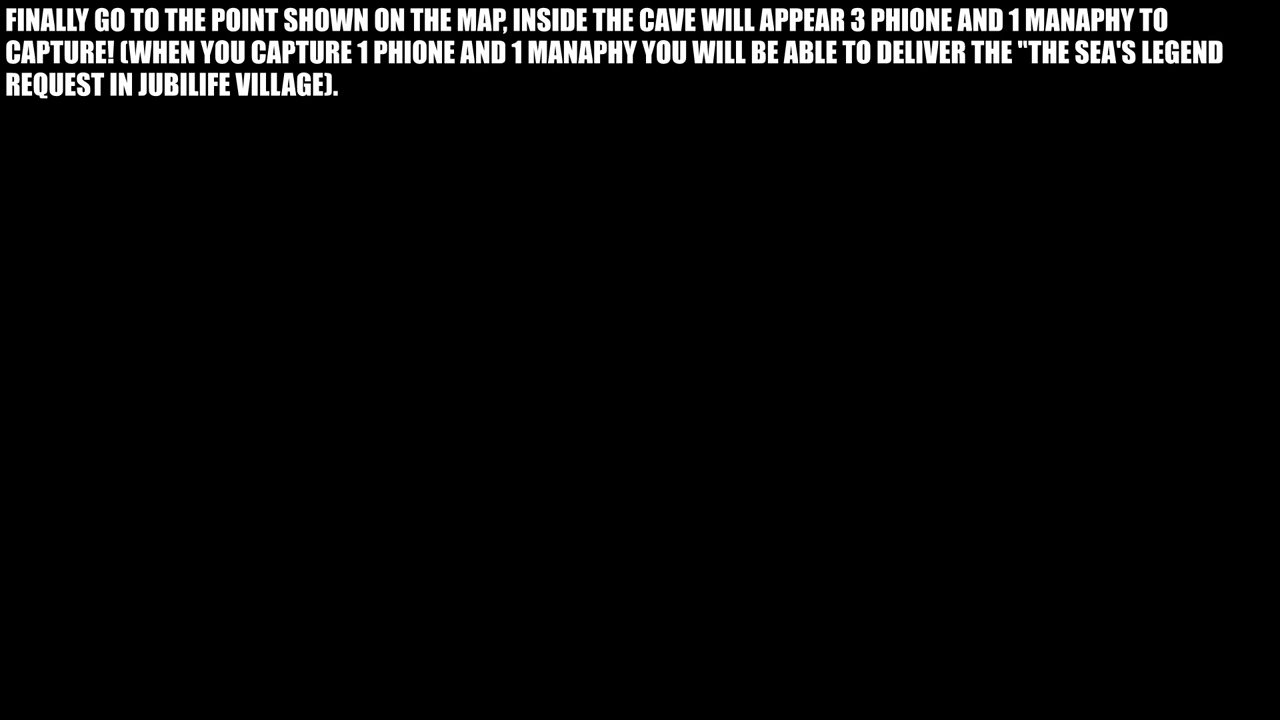 FINALLY GO TO THE POINT SHOWN ON THE MAP, INSIDE THE CAVE WILL APPEAR 3 PHIONE AND 1 MANAPHY TO
CAPTURE! (WHEN YOU CAPTURE 1 PHIONE AND 1 MANAPHY YOU WILL BE ABLE TO DELIVER THE "THE SEA'S LEGEND
REQUEST IN JUBILIFE VILLAGE).